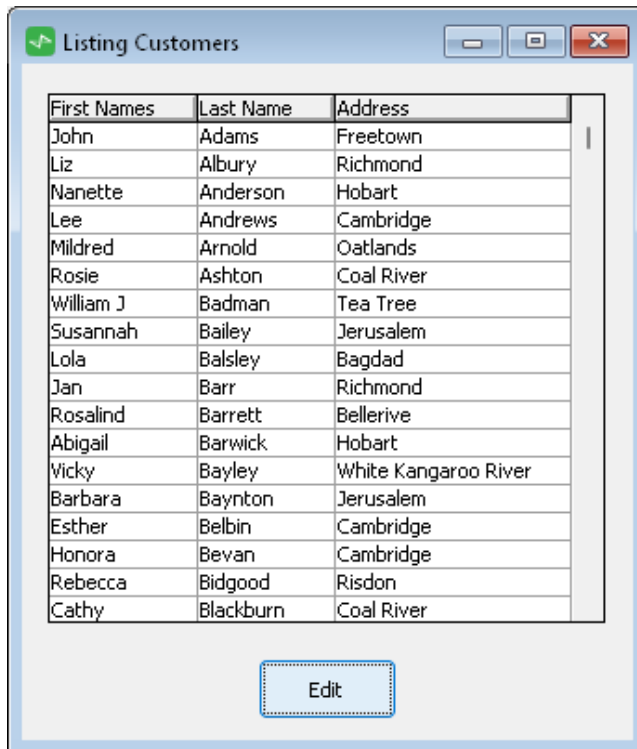 Listing Customers
First Names Last Name Address
John Adams Freetown
Liz Albury Richmond
Nanette Anderson Hobart
Lee Andrews Cambridge
Mildred Arnold Oatlands
Rosie Ashton Coal River
William J Badman Tea Tree
Susannah Bailey Jerusalem
Lola Balsley Bagdad
Jan Barr Richmond
Rosalind Barrett Bellerive
Abigail Barwick Hobart
Vicky Bayley White Kangaroo River
Barbara Baynton Jerusalem
Esther Belbin Cambridge
Honora Bevan Cambridge
Rebecca Bidgood Risdon
Cathy Blackburn Coal River
Edit